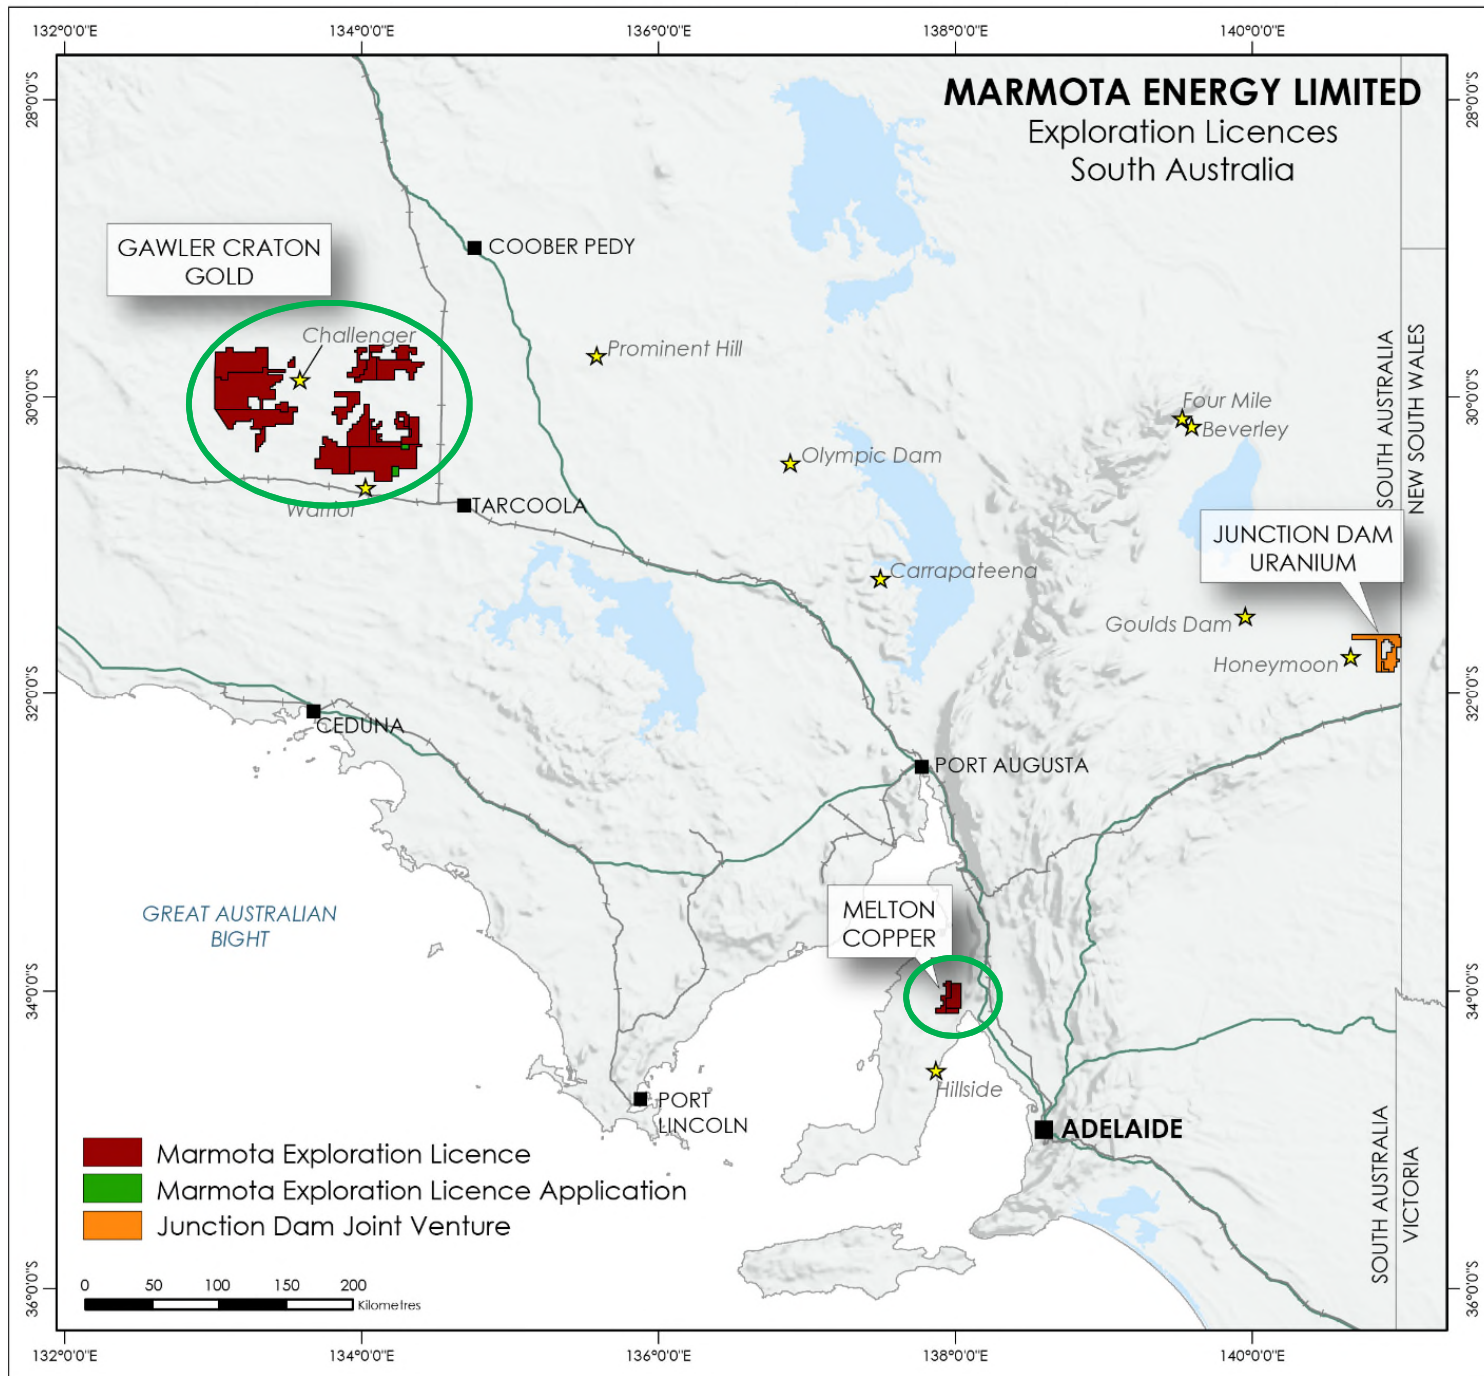 132°0'0"E 134°0'0"E 136°0'0"E 138°0'0"E 140°0'0"E
MARMOTA ENERGY LIMITED
Exploration Licences
South Australia
28°0'0"S
28°0'0"S
GAWLER CRATON
GOLD
COOBER PEDY
Challenger
Prominent Hill
30°0'0"S
30°0'0"S
Four Mile
Beverley
SOUTH AUSTRALIA
NEW SOUTH WALES
Olympic Dam
Warrior
TARCOOLA
JUNCTION DAM
URANIUM
Carrapateena
Goulds Dam
Honeymoon
32°0'0"S
32°0'0"S
CEDUNA
PORT AUGUSTA
GREAT AUSTRALIAN
BIGHT
MELTON
COPPER
34°0'0"S
34°0'0"S
Hillside
PORT
LINCOLN
ADELAIDE
SOUTH AUSTRALIA
VICTORIA
Marmota Exploration Licence
Marmota Exploration Licence Application
Junction Dam Joint Venture
0 50 100 150 200
Kilometres
36°0'0"S
36°0'0"S
132°0'0"E 134°0'0"E 136°0'0"E 138°0'0"E 140°0'0"E